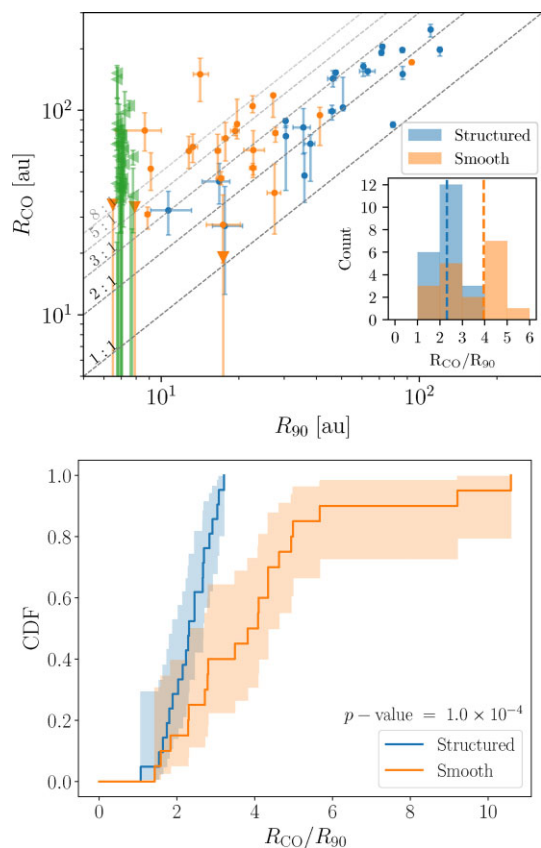 R_CO [au]
10²
10¹
8
5 : 1
3 : 1
2 : 1
1 : 1
10¹
10²
R_90 [au]
Structured
Smooth
Count
12
10
8
6
4
2
0
0 1 2 3 4 5 6
R_CO/R_90
CDF
1.0
0.8
0.6
0.4
0.2
0.0
p − value = 1.0 × 10⁻⁴
Structured
Smooth
0 2 4 6 8 10
R_CO/R_90